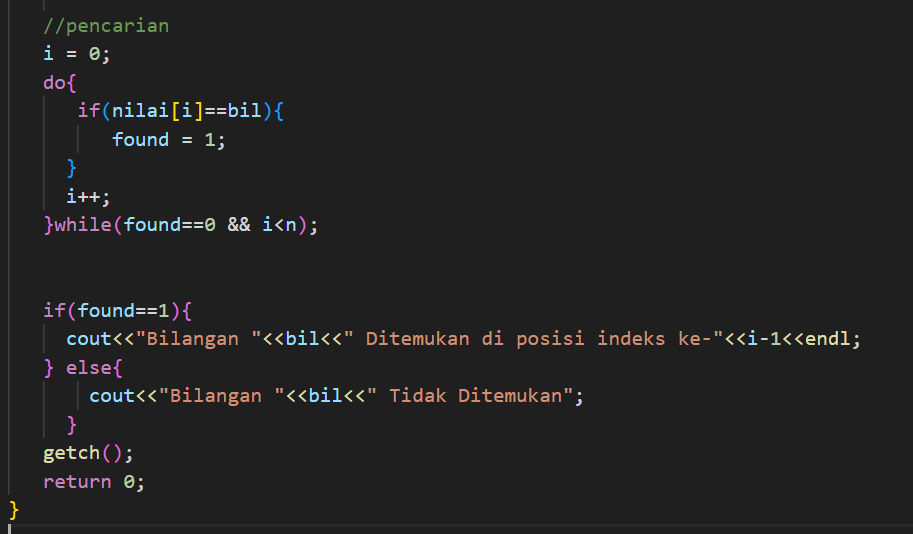 //pencarian
i = 0;
do{
if(nilai[i]==bil){
found = 1;
}
i++;
}while(found==0 && i<n);
if(found==1){
cout<<"Bilangan "<<bil<<" Ditemukan di posisi indeks ke-"<<i-1<<endl;
} else{
cout<<"Bilangan "<<bil<<" Tidak Ditemukan";
}
getch();
return 0;
}